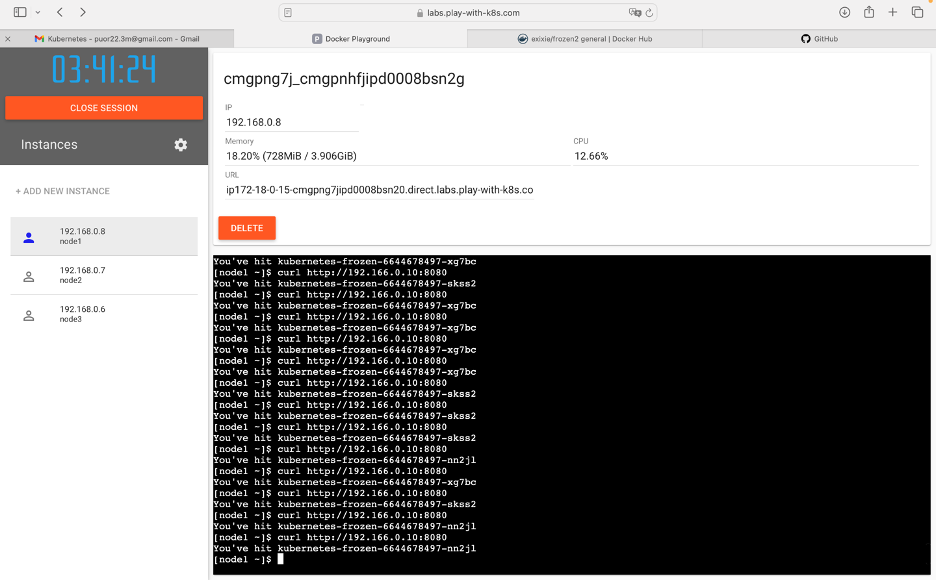 labs.play-with-k8s.co
Kubernetes - puor22.3m@gmail.com - Gmail
Docker Playground
exixie/frozen2 general | Docker Hub
GitHub
03:41:24
CLOSE SESSION
Instances
+ ADD NEW INSTANCE
192.168.0.8
node1
192.168.0.7
node2
192.168.0.6
node3
cmgpng7j_cmgpnhfjipd0008bsn2g
IP
192.168.0.8
Memory
18.20% (728MiB / 3.906GiB)
CPU
12.66%
URL
ip172-18-0-15-cmgpng7jipd0008bsn20.direct.labs.play-with-k8s.co
DELETE
You've hit kubernetes-frozen-6644678497-xg7bc
[node1 ~]$ curl http://192.166.0.10:8080
You've hit kubernetes-frozen-6644678497-skss2
[node1 ~]$ curl http://192.166.0.10:8080
You've hit kubernetes-frozen-6644678497-xg7bc
[node1 ~]$ curl http://192.166.0.10:8080
You've hit kubernetes-frozen-6644678497-xg7bc
[node1 ~]$ curl http://192.166.0.10:8080
You've hit kubernetes-frozen-6644678497-xg7bc
[node1 ~]$ curl http://192.166.0.10:8080
You've hit kubernetes-frozen-6644678497-xg7bc
[node1 ~]$ curl http://192.166.0.10:8080
You've hit kubernetes-frozen-6644678497-skss2
[node1 ~]$ curl http://192.166.0.10:8080
You've hit kubernetes-frozen-6644678497-skss2
[node1 ~]$ curl http://192.166.0.10:8080
You've hit kubernetes-frozen-6644678497-skss2
[node1 ~]$ curl http://192.166.0.10:8080
You've hit kubernetes-frozen-6644678497-nn2jl
[node1 ~]$ curl http://192.166.0.10:8080
You've hit kubernetes-frozen-6644678497-xg7bc
[node1 ~]$ curl http://192.166.0.10:8080
You've hit kubernetes-frozen-6644678497-skss2
[node1 ~]$ curl http://192.166.0.10:8080
You've hit kubernetes-frozen-6644678497-nn2jl
[node1 ~]$ curl http://192.166.0.10:8080
You've hit kubernetes-frozen-6644678497-nn2jl
[node1 ~]$